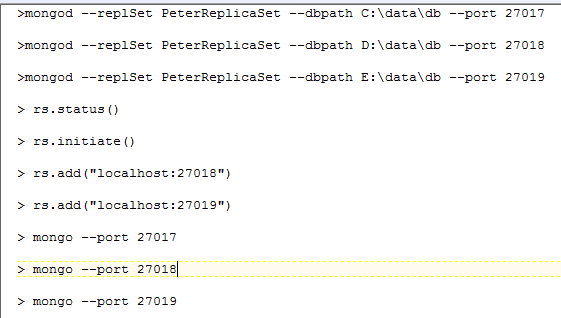 >mongod --replSet PeterReplicaSet --dbpath C:\data\db --port 27017
>mongod --replSet PeterReplicaSet --dbpath D:\data\db --port 27018
>mongod --replSet PeterReplicaSet --dbpath E:\data\db --port 27019
> rs.status()
> rs.initiate()
> rs.add("localhost:27018")
> rs.add("localhost:27019")
> mongo --port 27017
> mongo --port 27018
> mongo --port 27019